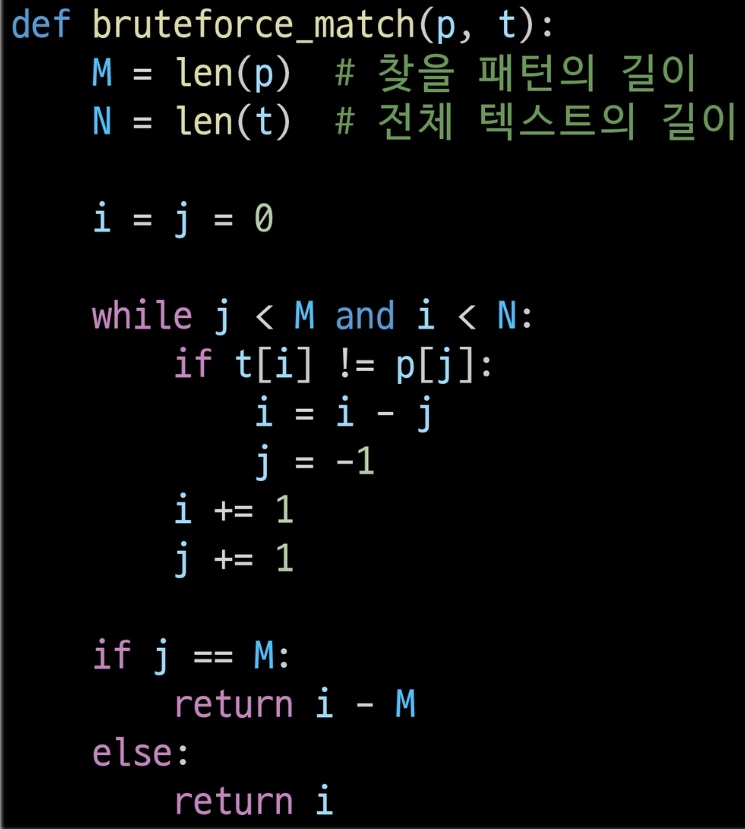 def bruteforce_match(p, t):
    M = len(p)  # 찾을 패턴의 길이
    N = len(t)  # 전체 텍스트의 길이

    i = j = 0

    while j < M and i < N:
        if t[i] != p[j]:
            i = i - j
            j = -1
        i += 1
        j += 1

    if j == M:
        return i - M
    else:
        return i